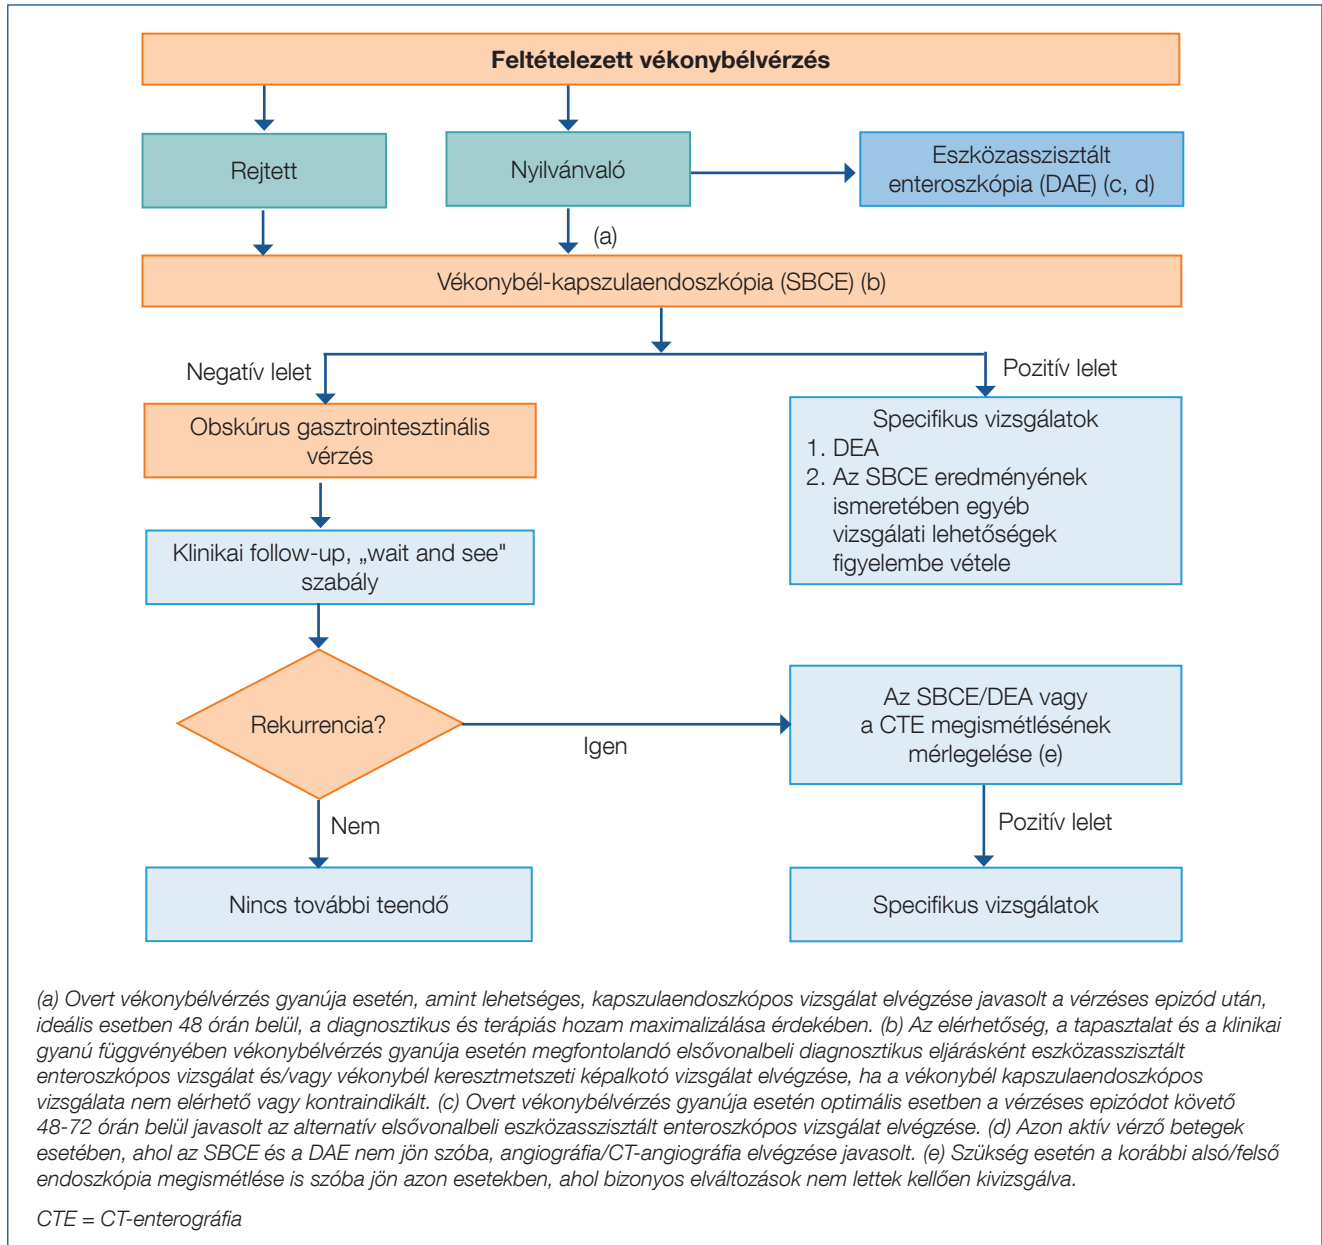 Feltételezett vékonybélvérzés
Rejtett
Nyilvánvaló
Eszközasszisztált
enteroszkópia (DAE) (c, d)
(a)
Vékonybél-kapszulaendoszkópia (SBCE) (b)
Negatív lelet
Pozitív lelet
Obskúrus gasztrointesztinális
vérzés
Specifikus vizsgálatok
1. DEA
2. Az SBCE eredményének
ismeretében egyéb
vizsgálati lehetőségek
figyelembe vétele
Klinikai follow-up, „wait and see"
szabály
Rekurrencia?
Igen
Az SBCE/DEA vagy
a CTE megismétlésének
mérlegelése (e)
Nem
Pozitív lelet
Nincs további teendő
Specifikus vizsgálatok
(a) Overt vékonybélvérzés gyanúja esetén, amint lehetséges, kapszulaendoszkópos vizsgálat elvégzése javasolt a vérzéses epizód után,
ideális esetben 48 órán belül, a diagnosztikus és terápiás hozam maximalizálása érdekében. (b) Az elérhetőség, a tapasztalat és a klinikai
gyanú függvényében vékonybélvérzés gyanúja esetén megfontolandó elsővonalbeli diagnosztikus eljárásként eszközasszisztált
enteroszkópos vizsgálat és/vagy vékonybél keresztmetszeti képalkotó vizsgálat elvégzése, ha a vékonybél kapszulaendoszkópos
vizsgálata nem elérhető vagy kontraindikált. (c) Overt vékonybélvérzés gyanúja esetén optimális esetben a vérzéses epizódot követő
48-72 órán belül javasolt az alternatív elsővonalbeli eszközasszisztált enteroszkópos vizsgálat elvégzése. (d) Azon aktív vérző betegek
esetében, ahol az SBCE és a DAE nem jön szóba, angiográfia/CT-angiográfia elvégzése javasolt. (e) Szükség esetén a korábbi alsó/felső
endoszkópia megismétlése is szóba jön azon esetekben, ahol bizonyos elváltozások nem lettek kellően kivizsgálva.
CTE = CT-enterográfia